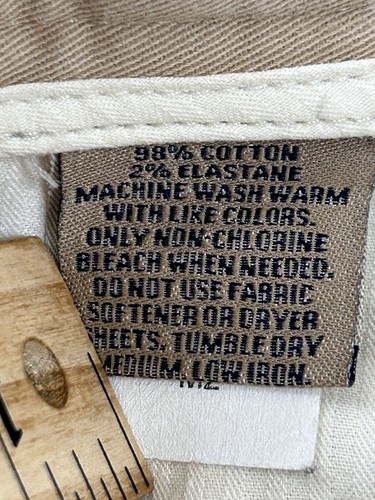 98% COTTON
2% ELASTANE
MACHINE WASH WARM
WITH LIKE COLORS.
ONLY NON-CHLORINE
BLEACH WHEN NEEDED.
DO NOT USE FABRIC
SOFTENER OR DRYER
SHEETS. TUMBLE DRY
MEDIUM, LOW IRON.